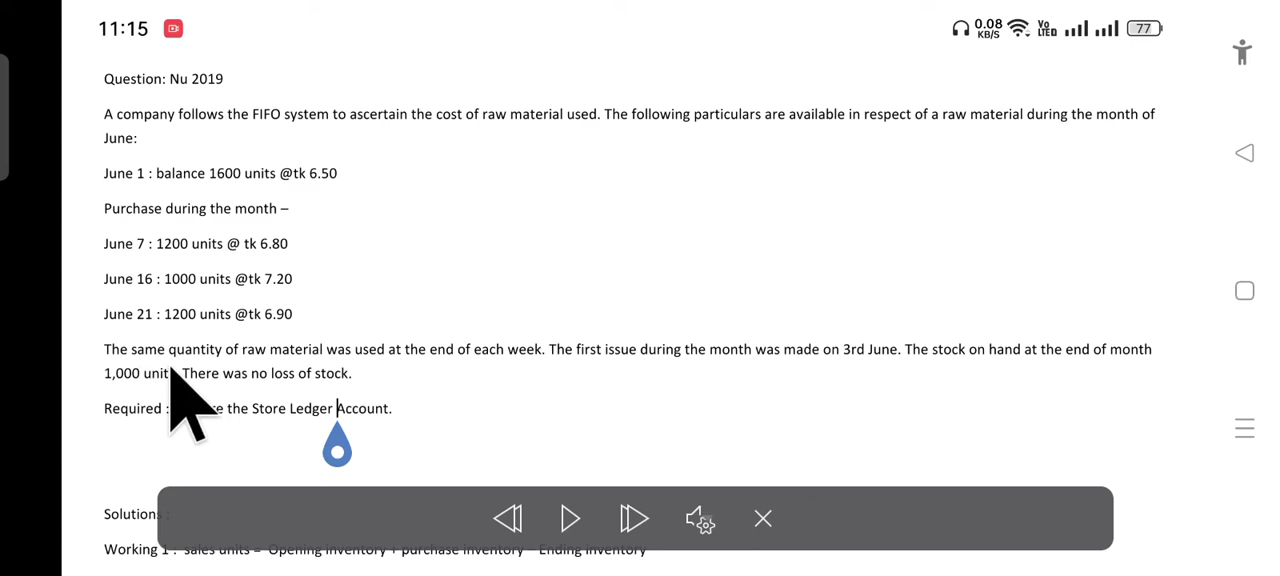 11:15
0.08
KB/S
Vo
LTE
77
Question: Nu 2019
A company follows the FIFO system to ascertain the cost of raw material used. The following particulars are available in respect of a raw material during the month of
June:
June 1 : balance 1600 units @tk 6.50
Purchase during the month –
June 7 : 1200 units @ tk 6.80
June 16 : 1000 units @tk 7.20
June 21 : 1200 units @tk 6.90
The same quantity of raw material was used at the end of each week. The first issue during the month was made on 3rd June. The stock on hand at the end of month
1,000 There was no loss of stock.
Required : the Store Ledger Account.
Solutions :
Working 1 : sales units = Opening inventory + purchase inventory – Ending inventory